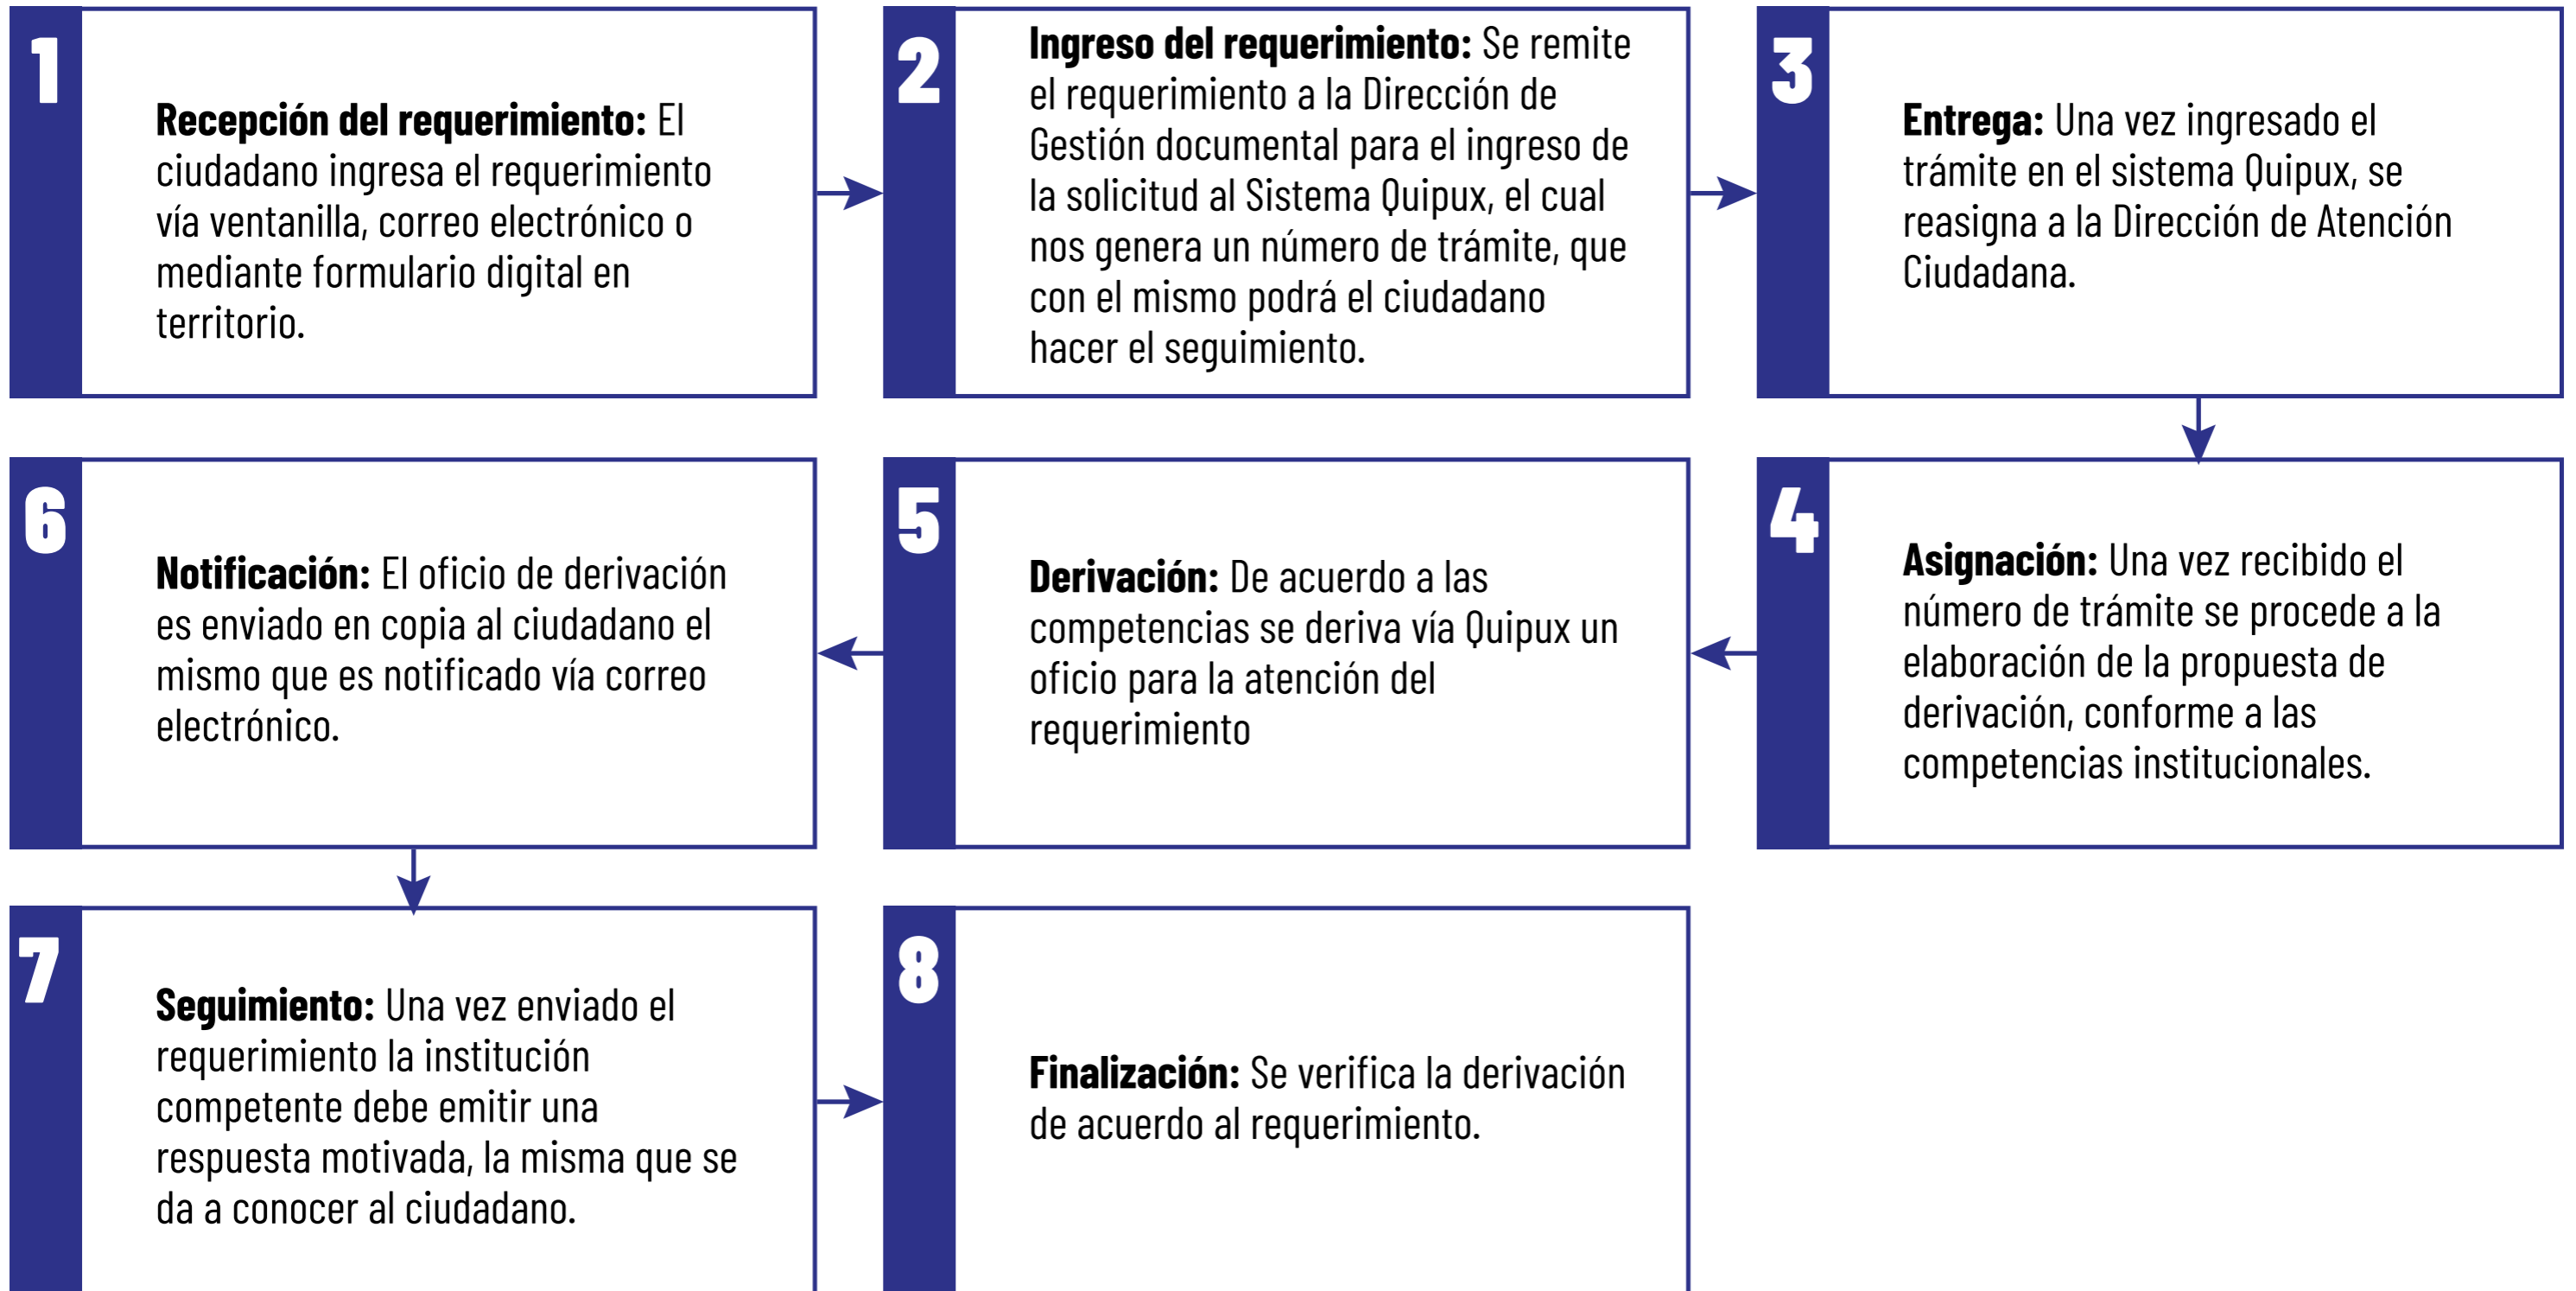 1
Recepción del requerimiento: El
ciudadano ingresa el requerimiento
vía ventanilla, correo electrónico o
mediante formulario digital en
territorio.
2
Ingreso del requerimiento: Se remite
el requerimiento a la Dirección de
Gestión documental para el ingreso de
la solicitud al Sistema Quipux, el cual
nos genera un número de trámite, que
con el mismo podrá el ciudadano
hacer el seguimiento.
3
Entrega: Una vez ingresado el
trámite en el sistema Quipux, se
reasigna a la Dirección de Atención
Ciudadana.
4
Asignación: Una vez recibido el
número de trámite se procede a la
elaboración de la propuesta de
derivación, conforme a las
competencias institucionales.
5
Derivación: De acuerdo a las
competencias se deriva vía Quipux un
oficio para la atención del
requerimiento
6
Notificación: El oficio de derivación
es enviado en copia al ciudadano el
mismo que es notificado vía correo
electrónico.
7
Seguimiento: Una vez enviado el
requerimiento la institución
competente debe emitir una
respuesta motivada, la misma que se
da a conocer al ciudadano.
8
Finalización: Se verifica la derivación
de acuerdo al requerimiento.